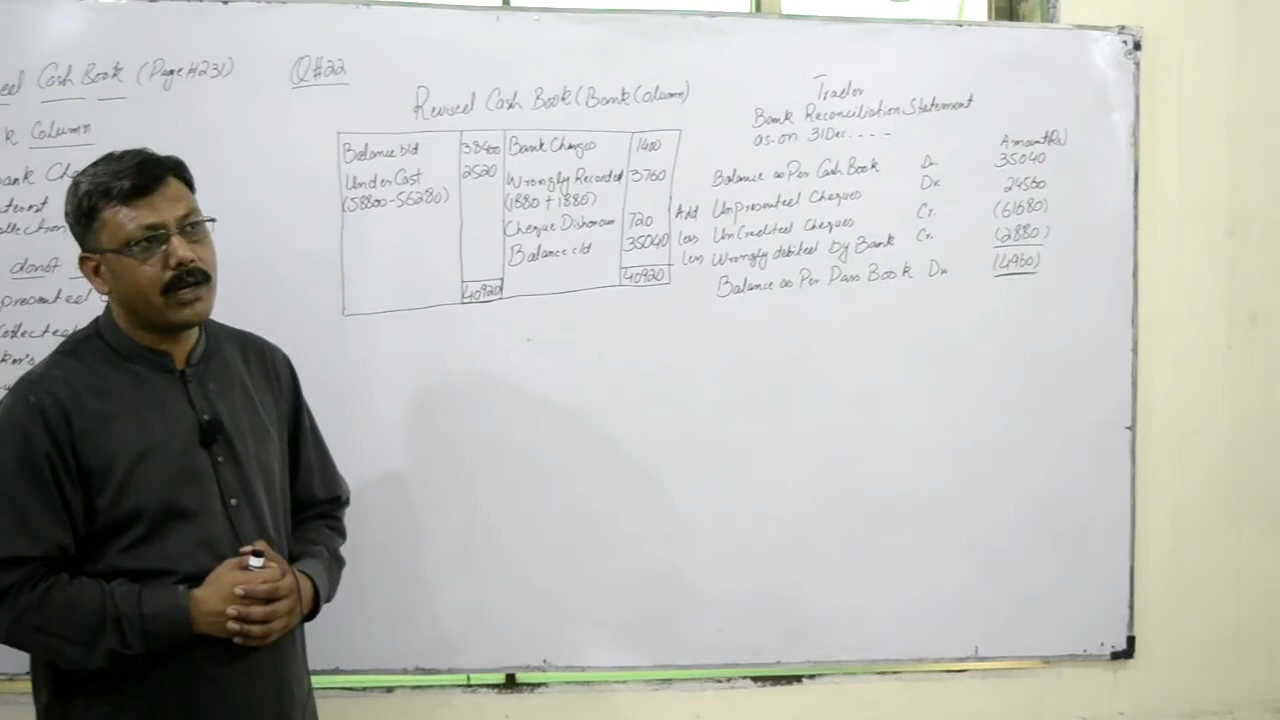 Cash Book (Page#231)
Column
Q#22
Revised Cash Book (Bank Column)
Balance b/d 38400 Bank Charges 1400
Under Cast 2520 Wrongly Recorded 3760
(58800-56280) (1880+1880)
Cheque Dishonour 720
Balance c/d 35040
40920 40920
Trader
Bank Reconciliation Statement
as on 31 Dec ....
Amount(Rs)
Balance as Per Cash Book Dr. 35040
Add Unpresented Cheques Dr. 24560
Less UnCredited Cheques Cr. (61680)
Less Wrongly debited by Bank Cr. (2880)
Balance as Per Pass Book Dr. (4960)